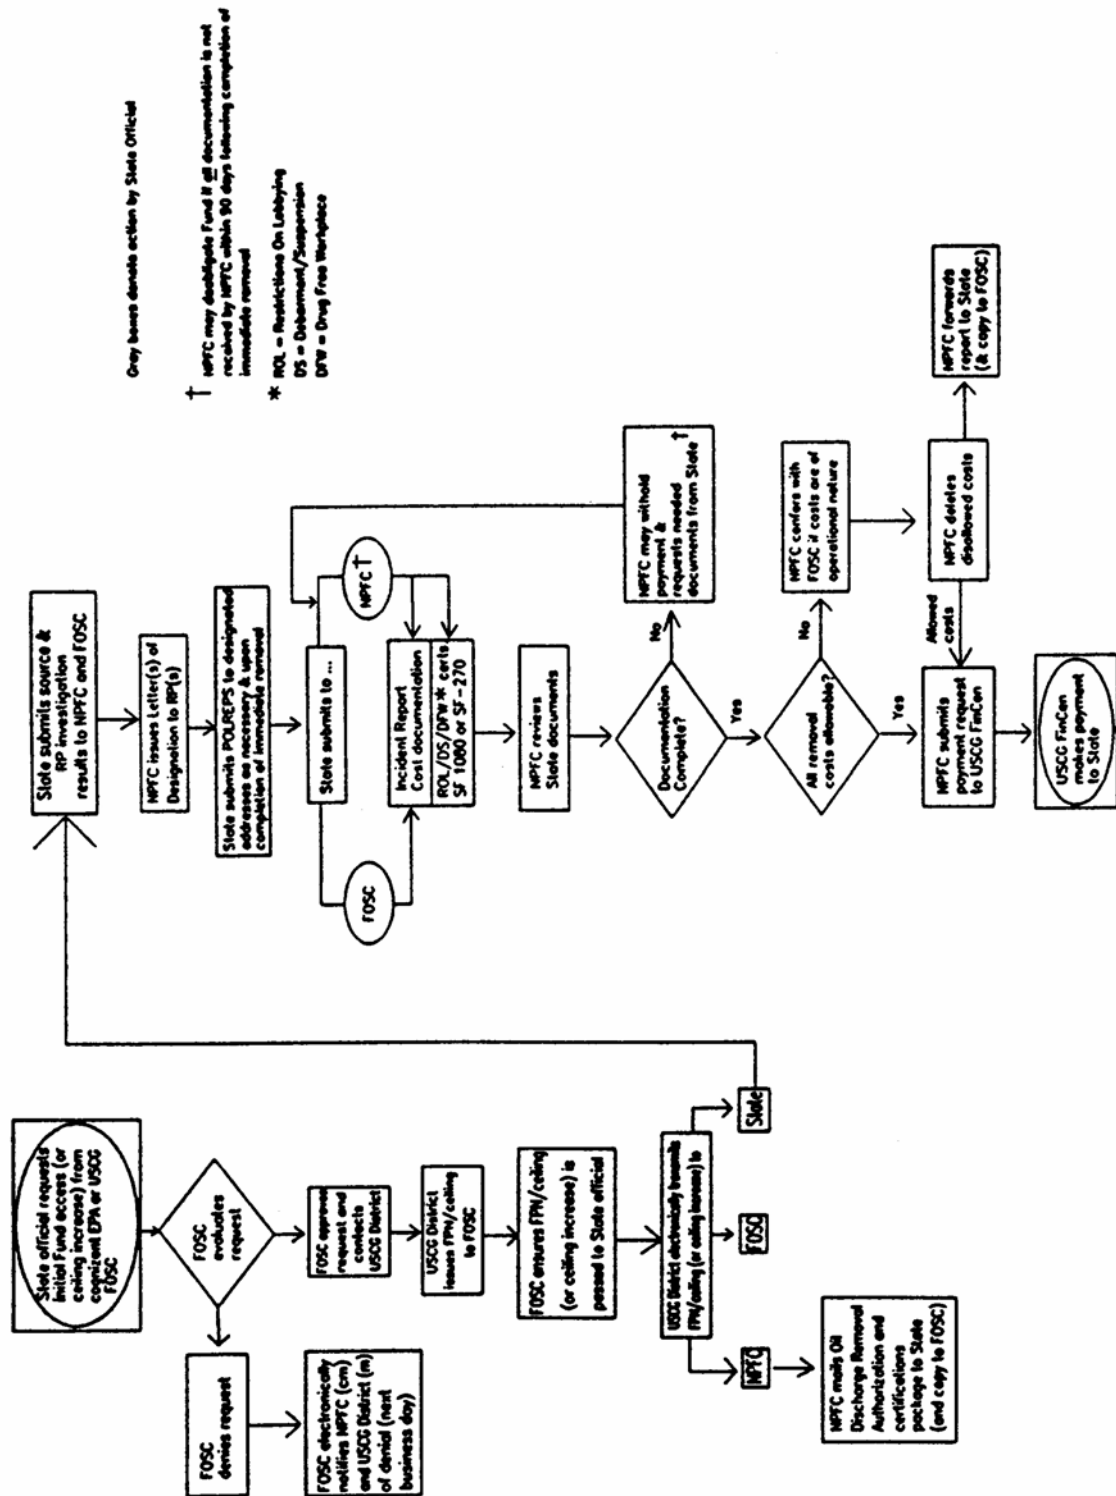 State official requests
Initial Fund access (or
ceiling increase) from
cognizent EPA or USCG
FOSC
FOSC
evaluates
request
FOSC
denies request
FOSC electronically
notifies NPFC (cm)
and USCG District (m)
of denial (next
business day)
FOSC approves
request and
contacts
USCG District
USCG District
issues FPN/ceiling
to FOSC
FOSC ensures FPN/ceiling
(or ceiling increase) is
passed to State official
USCG District electronically transmits
FPN/ceiling (or ceiling increase) to
NPFC
FOSC
State
NPFC mails Oil
Discharge Removal
Authorization and
certifications
package to State
(and copy to FOSC)
State submits source &
RP investigation
results to NPFC and FOSC
NPFC issues Letter(s) of
Designation to RP(s)
State submits POLREPS to designated
addresses as necessary & upon
completion of immediate removal
State submits to ...
FOSC
NPFC †
Incident Report
Cost documentation
ROL/DS/DFW* certs.
SF 1080 or SF-270
NPFC reviews
State documents
Documentation
Complete?
No
Yes
NPFC may withold
payment &
requests needed
documents from State †
All removal
costs allowable?
No
Yes
NPFC confers with
FOSC if costs are of
operational nature
NPFC deletes
disallowed costs
Allowed
costs
NPFC forwards
report to State
(& copy to FOSC)
NPFC submits
payment request
to USCG FinCen
USCG FinCen
makes payment
to State
Gray boxes denote action by State Official
† NPFC may deobligate Fund if all documentation is not
received by NPFC within 90 days following completion of
immediate removal
* ROL = Restrictions On Lobbying
DS = Debarment/Suspension
DFW = Drug Free Workplace